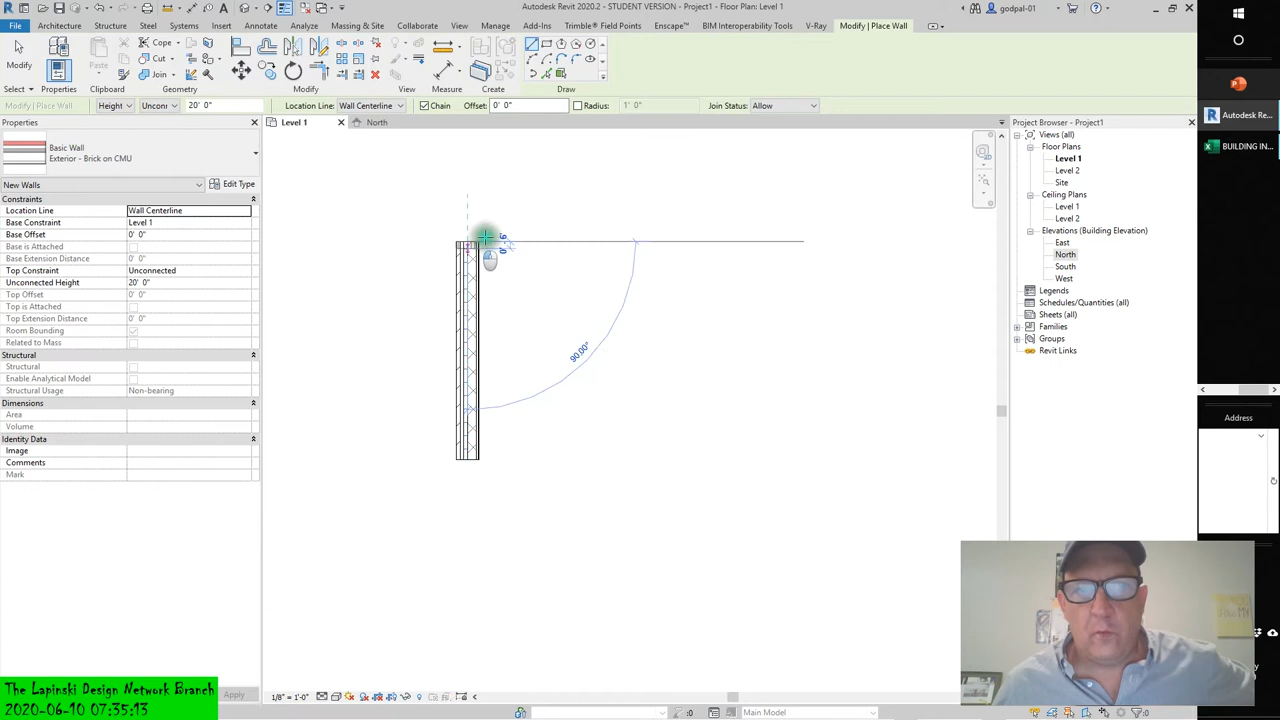 Autodesk Revit 2020.2 - STUDENT VERSION - Project1 - Floor Plan: Level 1
godpal-01
File Architecture Structure Steel Systems Insert Annotate Analyze Massing & Site Collaborate View Manage Add-Ins Trimble® Field Points Enscape™ BIM Interoperability Tools V-Ray Modify | Place Wall
Modify
Properties
Paste
Cope
Cut
Join
Select Properties Clipboard Geometry Modify View Measure Create Draw
Modify | Place Wall Height Unconr 20' 0" Location Line: Wall Centerline Chain Offset: 0' 0" Radius: 1' 0" Join Status: Allow
Properties
Basic Wall
Exterior - Brick on CMU
New Walls Edit Type
Constraints
Location Line Wall Centerline
Base Constraint Level 1
Base Offset 0' 0"
Base is Attached
Base Extension Distance 0' 0"
Top Constraint Unconnected
Unconnected Height 20' 0"
Top Offset 0' 0"
Top is Attached
Top Extension Distance 0' 0"
Room Bounding
Related to Mass
Structural
Structural
Enable Analytical Model
Structural Usage Non-bearing
Dimensions
Area
Volume
Identity Data
Image
Comments
Mark
Apply
Level 1 North
90.00°
1/8" = 1'-0"
Main Model
:0
:0
Project Browser - Project1
Views (all)
Floor Plans
Level 1
Level 2
Site
Ceiling Plans
Level 1
Level 2
Elevations (Building Elevation)
East
North
South
West
Legends
Schedules/Quantities (all)
Sheets (all)
Families
Groups
Revit Links
Autodesk Re...
BUILDING IN...
Address
The Lapinski Design Network Branch
2020-06-10 07:35:13